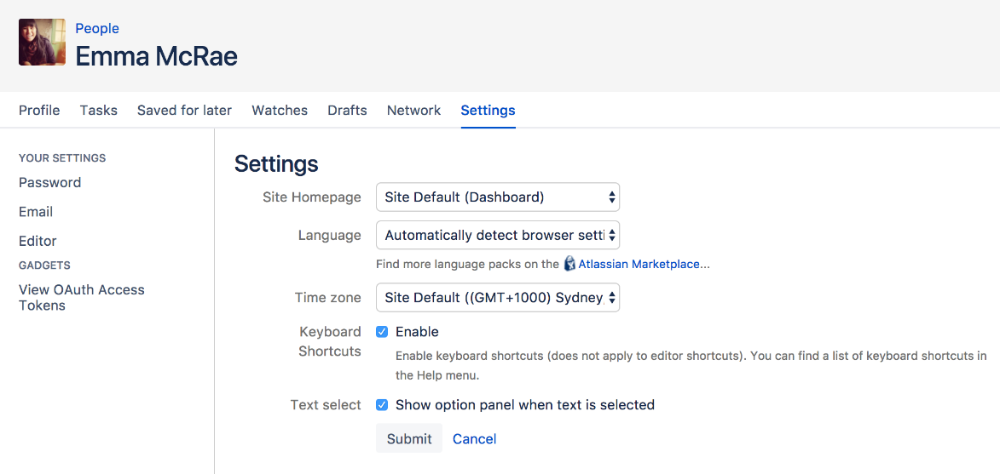 People
Emma McRae
Profile Tasks Saved for later Watches Drafts Network Settings
YOUR SETTINGS
Password
Email
Editor
GADGETS
View OAuth Access
Tokens
Settings
Site Homepage Site Default (Dashboard)
Language Automatically detect browser setti
Find more language packs on the Atlassian Marketplace...
Time zone Site Default ((GMT+1000) Sydney,
Keyboard
Shortcuts
Enable
Enable keyboard shortcuts (does not apply to editor shortcuts). You can find a list of keyboard shortcuts in
the Help menu.
Text select Show option panel when text is selected
Submit Cancel